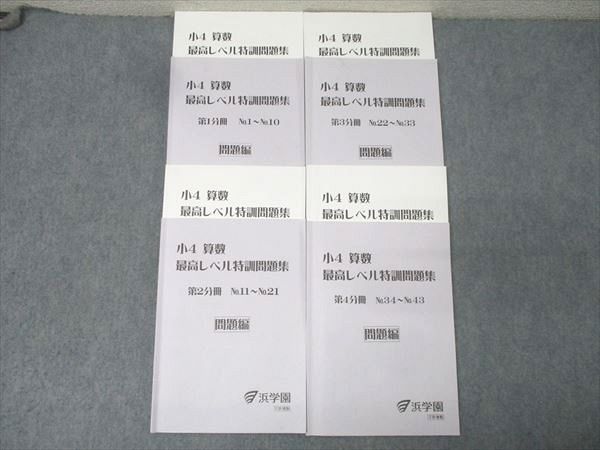 小4 算数
最高レベル特訓問題集
小4 算数
最高レベル特訓問題集
第1分冊 №1～№10
問題編
小4 算数
最高レベル特訓問題集
小4 算数
最高レベル特訓問題集
第3分冊 №22～№33
問題編
小4 算数
最高レベル特訓問題集
小4 算数
最高レベル特訓問題集
第2分冊 №11～№21
問題編
浜学園
小4 算数
最高レベル特訓問題集
小4 算数
最高レベル特訓問題集
第4分冊 №34～№43
問題編
浜学園